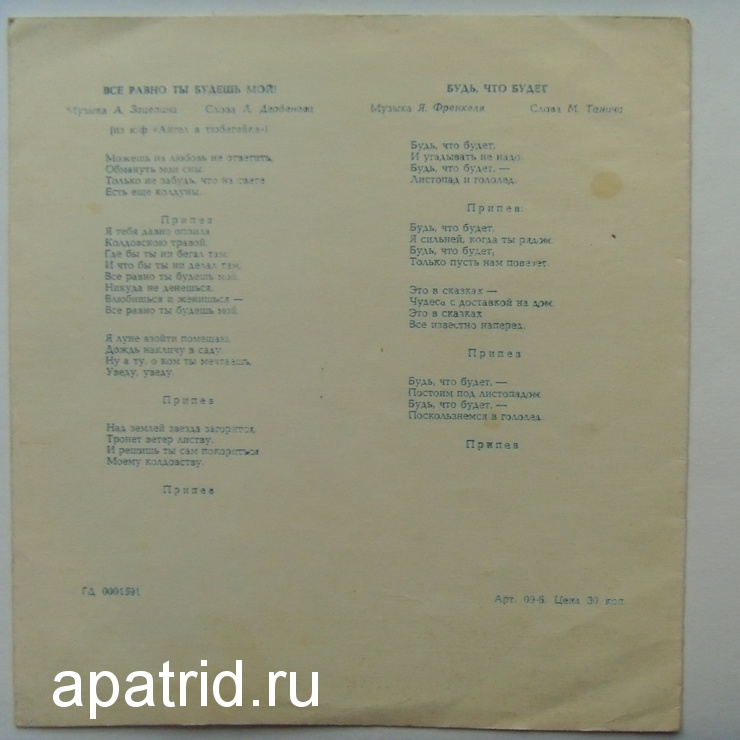 ВСЕ РАВНО ТЫ БУДЕШЬ МОЙ!
Музыка А. Зацепина Слова Л. Дербенева
(из к/ф «Ангел в тюбетейке»)
Можешь на любовь не ответить,
Обмануть мои сны.
Только не забудь, что на свете
Есть еще колдуны.
Припев
Я тебя давно опоила
Колдовскою травой.
Где бы ты ни бегал там,
И что бы ты ни делал там,
Все равно ты будешь мой.
Никуда не денешься,
Влюбишься и женишься —
Все равно ты будешь мой.
Я луне взойти помешаю,
Дождь накличу в саду.
Ну а ту, о ком ты мечтаешь,
Уведу, уведу.
Припев
Над землей звезда загорится,
Тронет ветер листву.
И решишь ты сам покориться
Моему колдовству.
Припев
БУДЬ, ЧТО БУДЕТ
Музыка Я. Френкеля Слова М. Танича
Будь, что будет,
И угадывать не надо.
Будь, что будет, —
Листопад и гололед.
Припев:
Будь, что будет,
Я сильней, когда ты рядом.
Будь, что будет,
Только пусть нам повезет.
Это в сказках —
Чудеса с доставкой на дом.
Это в сказках
Все известно наперед.
Припев
Будь, что будет, —
Постоим под листопадом.
Будь, что будет, —
Поскользнемся в гололед.
Припев
ГД 0001591
Арт. 09-5. Цена 30 коп.
apatrid.ru